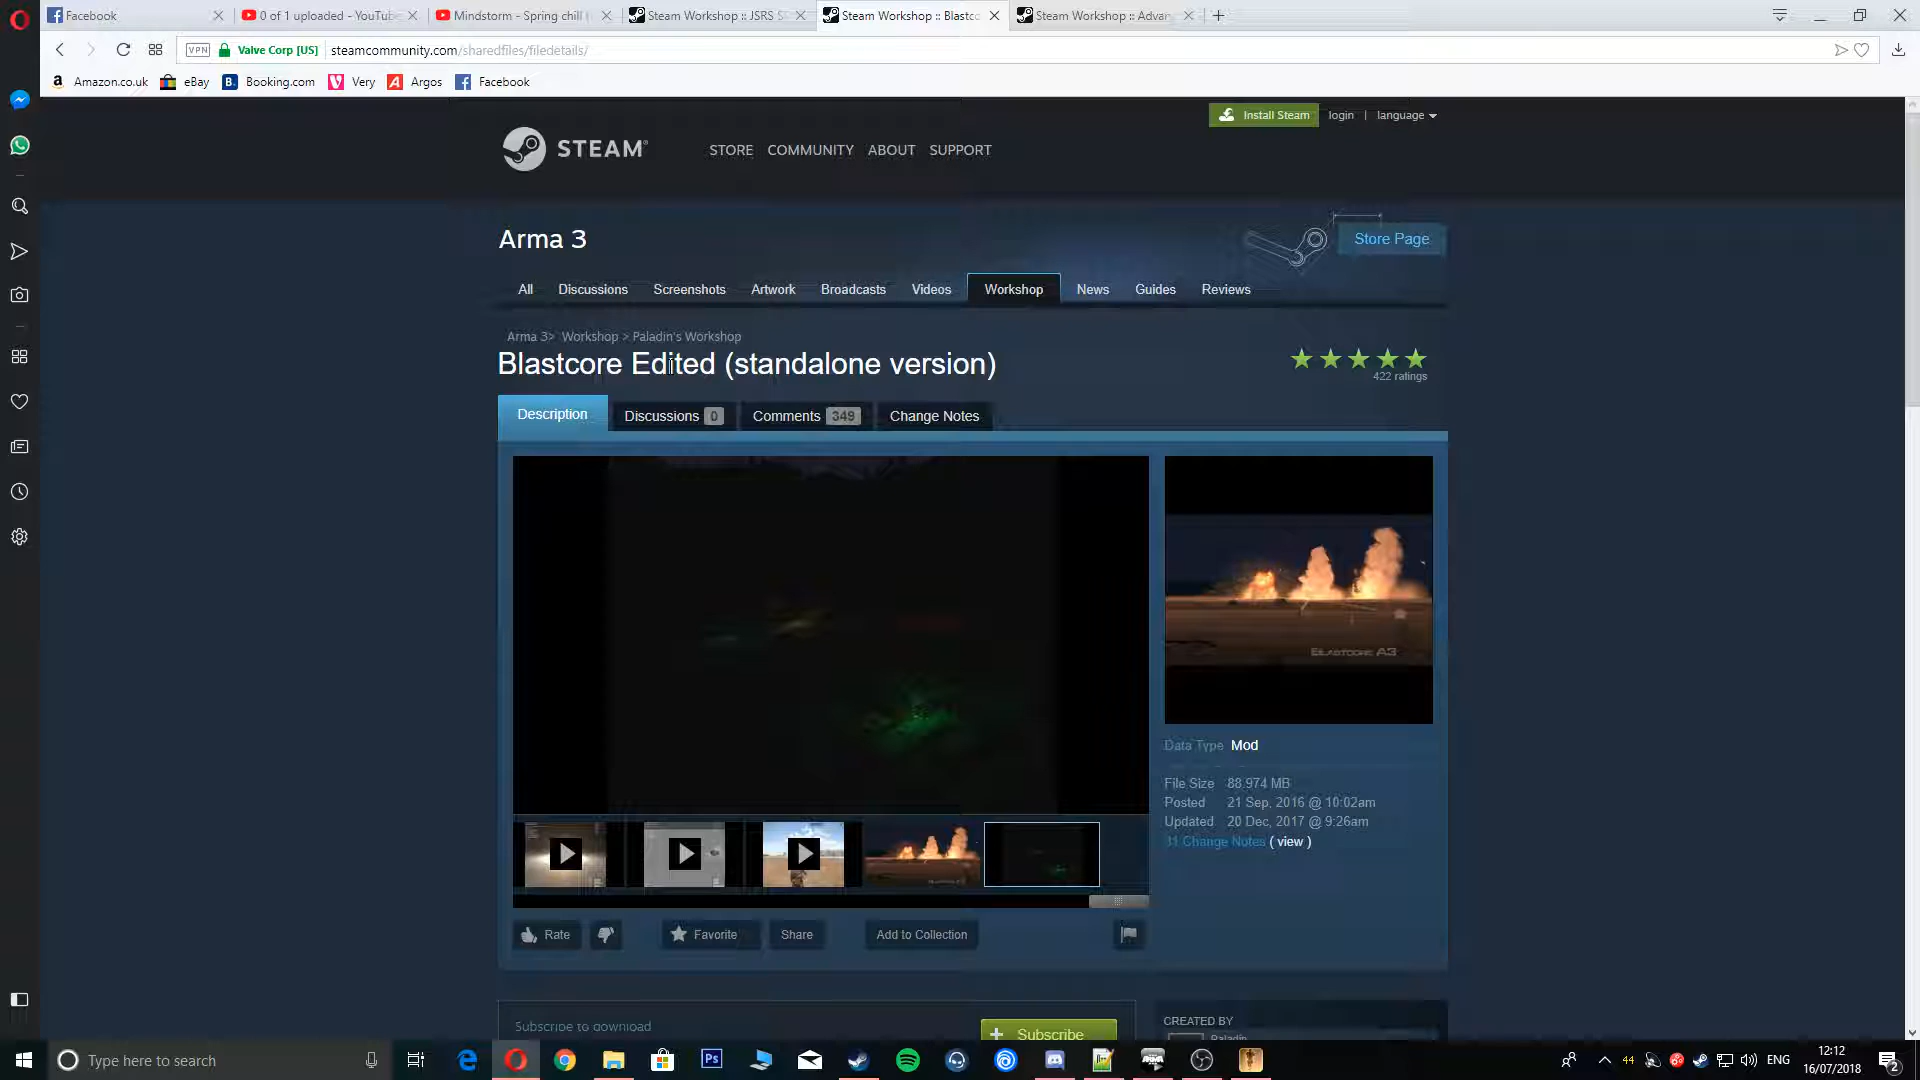 Facebook
0 of 1 uploaded - YouTube
Mindstorm - Spring chill
Steam Workshop :: JSRS S
Steam Workshop :: Blastco
Steam Workshop :: Advan
VPN
Valve Corp [US]
steamcommunity.com/sharedfiles/filedetails/
Amazon.co.uk
eBay
Booking.com
Very
Argos
Facebook
Install Steam
login | language
STEAM
STORE COMMUNITY ABOUT SUPPORT
Arma 3
Store Page
All Discussions Screenshots Artwork Broadcasts Videos Workshop News Guides Reviews
Arma 3> Workshop > Paladin's Workshop
Blastcore Edited (standalone version)
422 ratings
Description
Discussions 0
Comments 349
Change Notes
BLASTCORE A3
Data Type Mod
File Size 88.974 MB
Posted 21 Sep, 2016 @ 10:02am
Updated 20 Dec, 2017 @ 9:26am
31 Change Notes ( view )
Rate
Favorite
Share
Add to Collection
Subscribe to download
Subscribe
CREATED BY
Paladin
Type here to search
Ps
44
ENG
12:12
16/07/2018
2